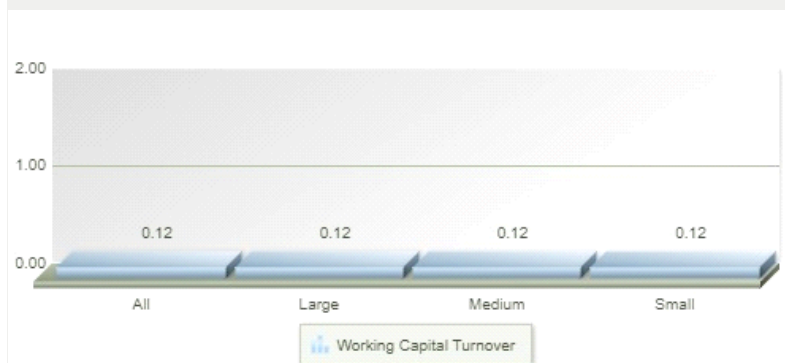 2.00
1.00
0.12 0.12 0.12 0.12
0.00
All Large Medium Small
Working Capital Turnover